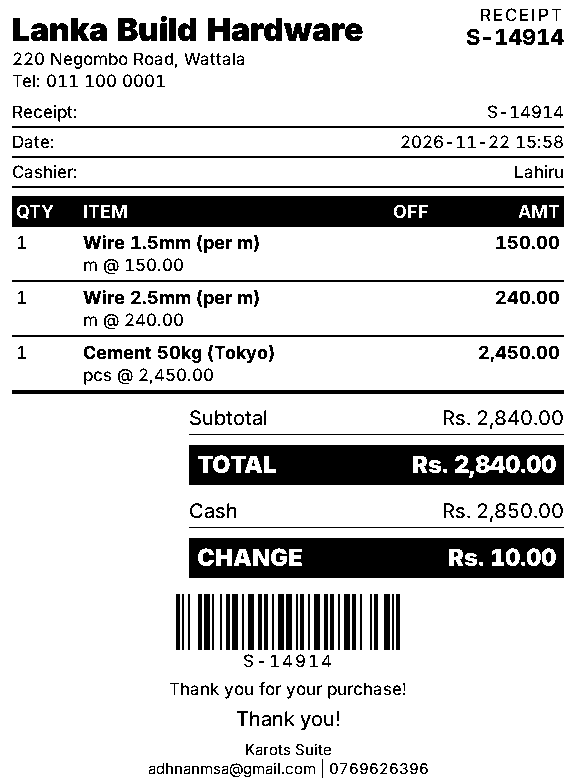 Lanka Build Hardware
RECEIPT
S-14914
220 Negombo Road, Wattala
Tel: 011 100 0001
Receipt: S-14914
Date: 2026-11-22 15:58
Cashier: Lahiru
QTY ITEM OFF AMT
1 Wire 1.5mm (per m) 150.00
m @ 150.00
1 Wire 2.5mm (per m) 240.00
m @ 240.00
1 Cement 50kg (Tokyo) 2,450.00
pcs @ 2,450.00
Subtotal Rs. 2,840.00
TOTAL Rs. 2,840.00
Cash Rs. 2,850.00
CHANGE Rs. 10.00
S-14914
Thank you for your purchase!
Thank you!
Karots Suite
adhnanmsa@gmail.com | 0769626396